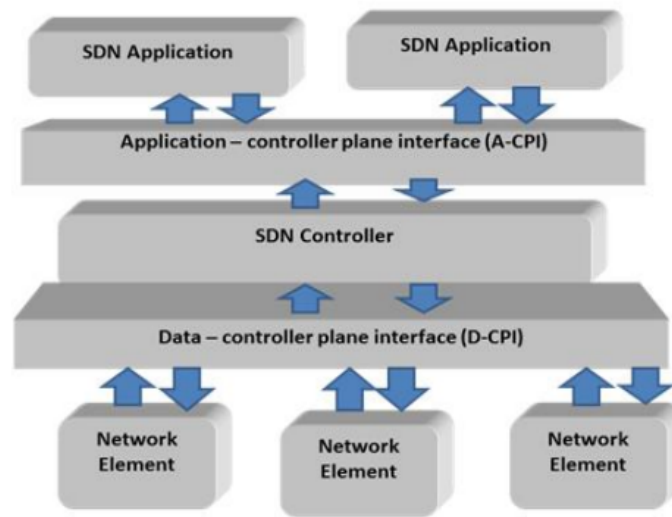 SDN Application
SDN Application
Application – controller plane interface (A-CPI)
SDN Controller
Data – controller plane interface (D-CPI)
Network
Element
Network
Element
Network
Element